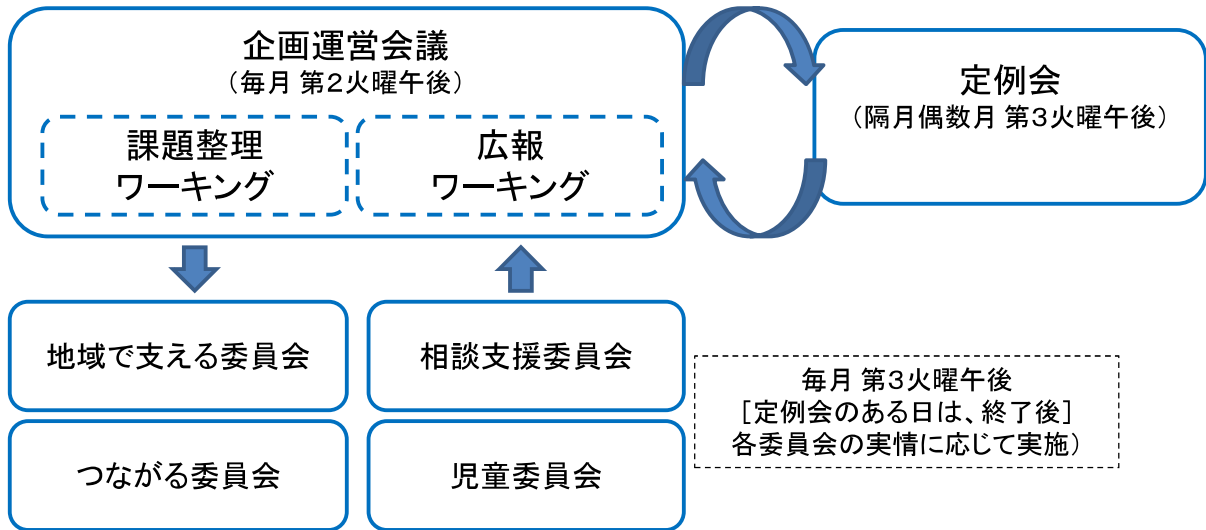 企画運営会議
（毎月 第2火曜午後）
課題整理
ワーキング
広報
ワーキング
定例会
（隔月偶数月 第3火曜午後）
地域で支える委員会
相談支援委員会
つながる委員会
児童委員会
毎月 第3火曜午後
[定例会のある日は、終了後]
各委員会の実情に応じて実施）